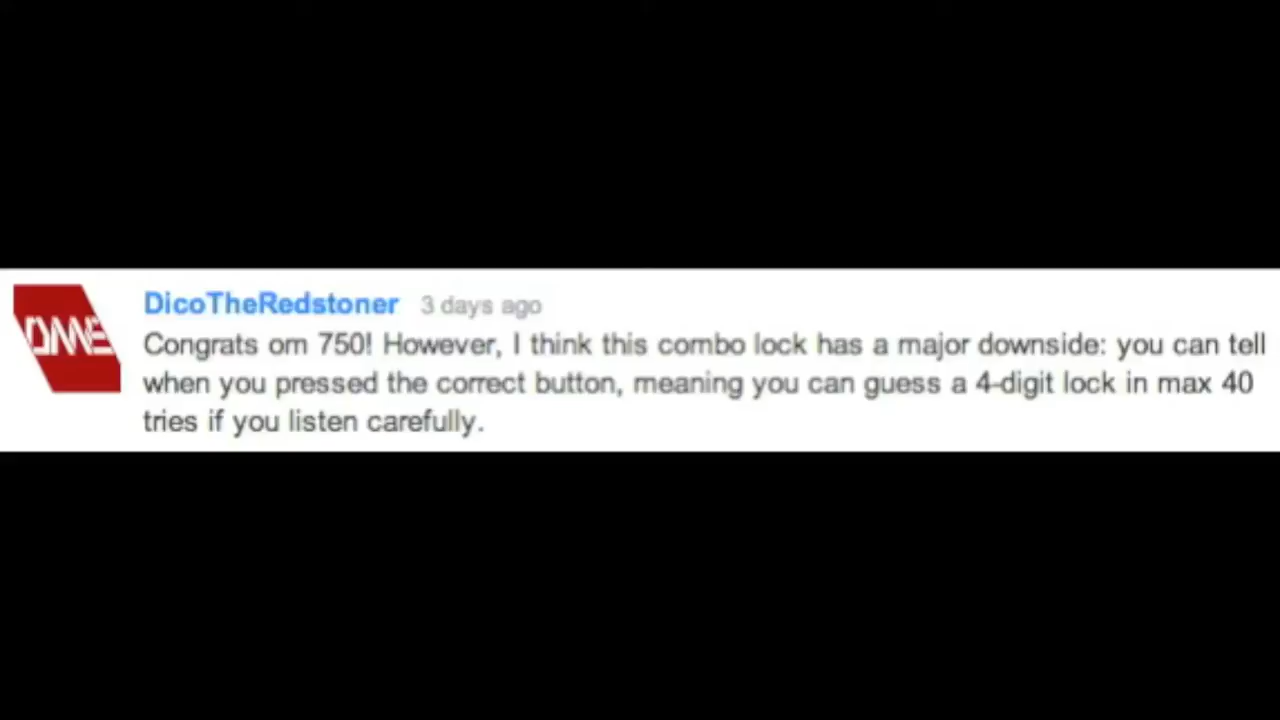 DicoTheRedstoner 3 days ago
Congrats om 750! However, I think this combo lock has a major downside: you can tell
when you pressed the correct button, meaning you can guess a 4-digit lock in max 40
tries if you listen carefully.